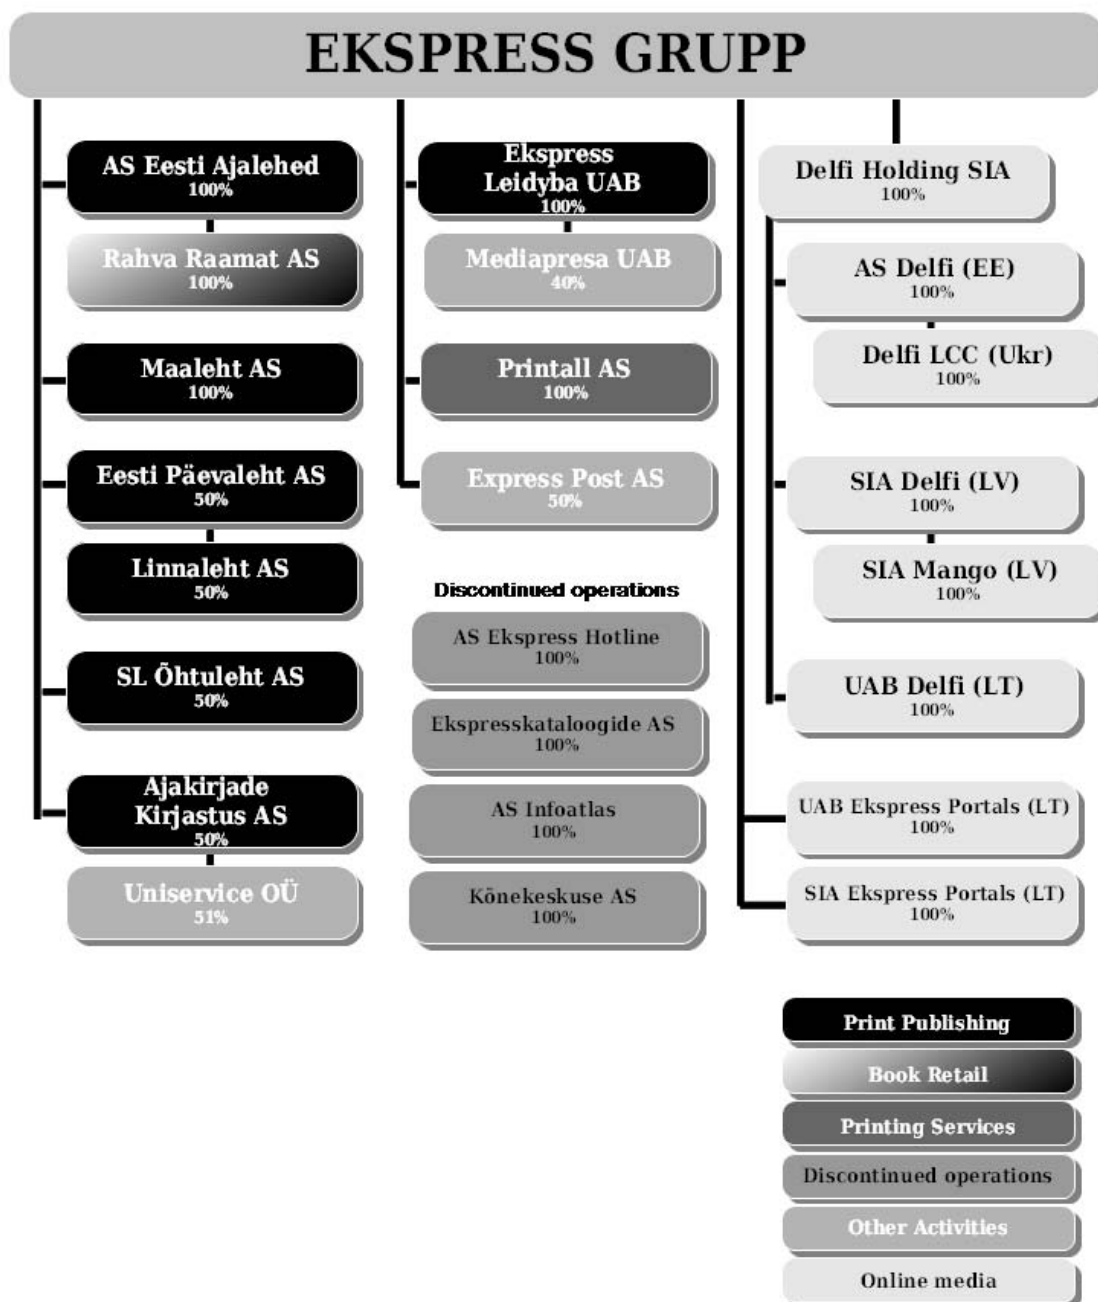 EKSPRESS GRUPP
AS Eesti Ajalehed
100%
Rahva Raamat AS
100%
Maaleht AS
100%
Eesti Päevaleht AS
50%
Linnaleht AS
50%
SL Õhtuleht AS
50%
Ajakirjade
Kirjastus AS
50%
Uniservice OÜ
51%
Ekspress
Leidyba UAB
100%
Mediapresa UAB
40%
Printall AS
100%
Express Post AS
50%
Discontinued operations
AS Ekspress Hotline
100%
Ekspresskataloogide AS
100%
AS Infoatlas
100%
Kõnekeskuse AS
100%
Delfi Holding SIA
100%
AS Delfi (EE)
100%
Delfi LCC (Ukr)
100%
SIA Delfi (LV)
100%
SIA Mango (LV)
100%
UAB Delfi (LT)
100%
UAB Ekspress Portals (LT)
100%
SIA Ekspress Portals (LT)
100%
Print Publishing
Book Retail
Printing Services
Discontinued operations
Other Activities
Online media